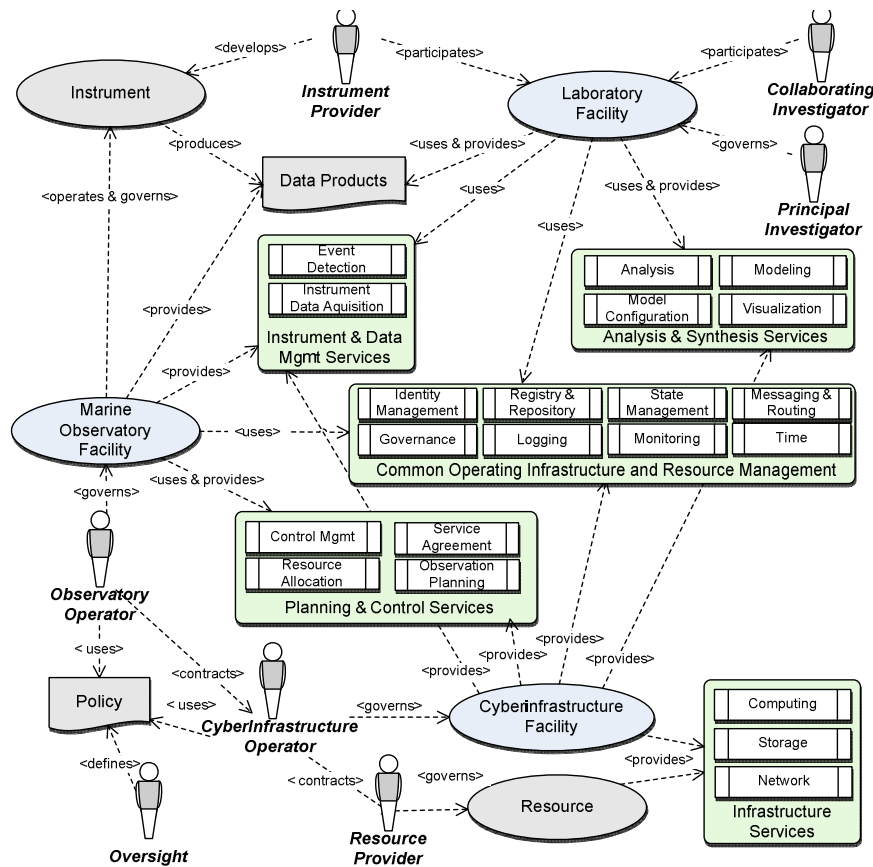 <develops>
<participates>
<participates>
Instrument
Instrument
Provider
Laboratory
Facility
Collaborating
Investigator
<produces>
<uses & provides>
<governs>
Data Products
<operates & governs>
<uses>
<uses & provides>
Principal
Investigator
<uses>
Event
Detection
Instrument
Data Aquisition
Instrument & Data
Mgmt Services
Analysis
Modeling
Model
Configuration
Visualization
Analysis & Synthesis Services
<provides>
<provides>
Marine
Observatory
Facility
<uses>
Identity
Management
Registry &
Repository
State
Management
Messaging &
Routing
Governance
Logging
Monitoring
Time
Common Operating Infrastructure and Resource Management
<uses & provides>
<governs>
Control Mgmt
Service
Agreement
Resource
Allocation
Observation
Planning
Planning & Control Services
Observatory
Operator
< uses>
<contracts>
<provides>
<provides>
<provides>
<provides>
Policy
< uses>
CyberInfrastructure
Operator
<governs>
Cyberinfrastructure
Facility
Computing
Storage
Network
Infrastructure
Services
<provides>
<defines>
< contracts>
<governs>
Resource
Oversight
Resource
Provider